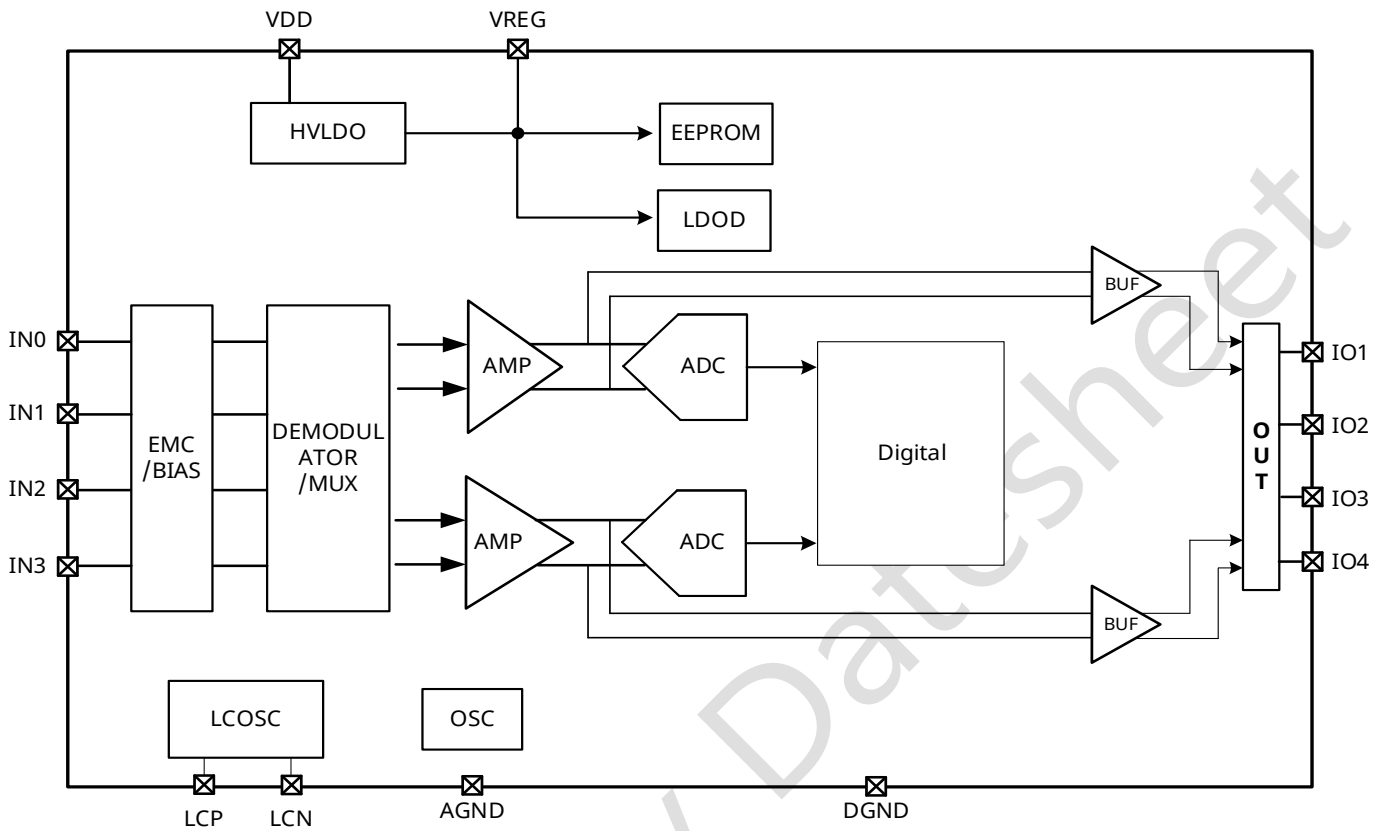 VDD
VREG
HVLDO
EEPROM
LDOD
BUF
IN0
IN1
IN2
IN3
EMC
/BIAS
DEMODUL
ATOR
/MUX
AMP
ADC
AMP
ADC
Digital
BUF
O
U
T
IO1
IO2
IO3
IO4
LCOSC
OSC
LCP
LCN
AGND
DGND
Datasheet